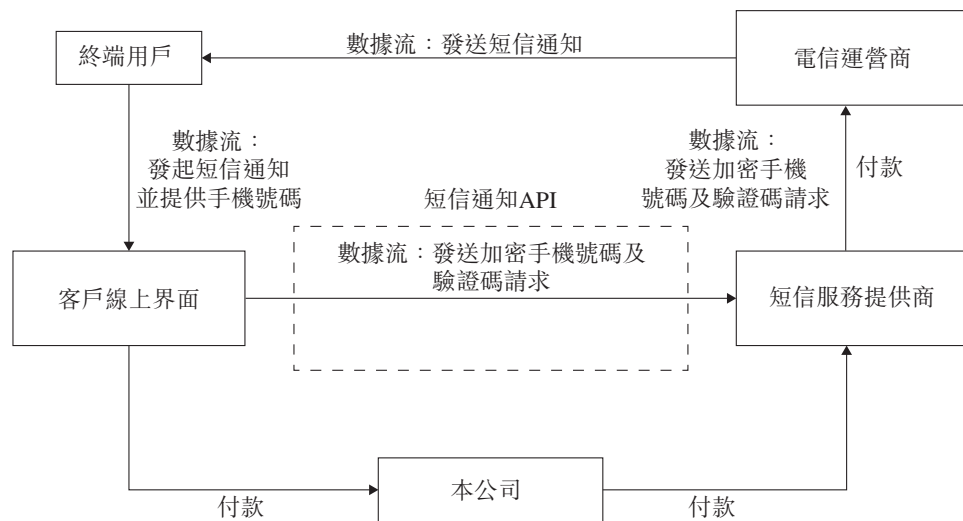 數據流：發送短信通知
終端用戶
電信運營商
數據流：
發起短信通知
並提供手機號碼
數據流：
發送加密手機
號碼及驗證碼請求
付款
短信通知API
數據流：發送加密手機號碼及
驗證碼請求
客戶線上界面
短信服務提供商
本公司
付款
付款